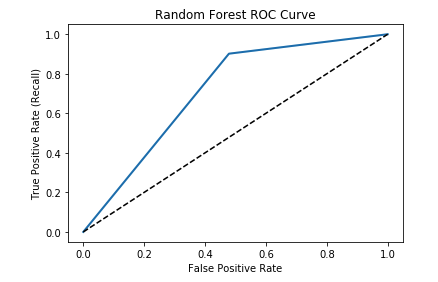 Random Forest ROC Curve
True Positive Rate (Recall)
1.0
0.8
0.6
0.4
0.2
0.0
0.0 0.2 0.4 0.6 0.8 1.0
False Positive Rate